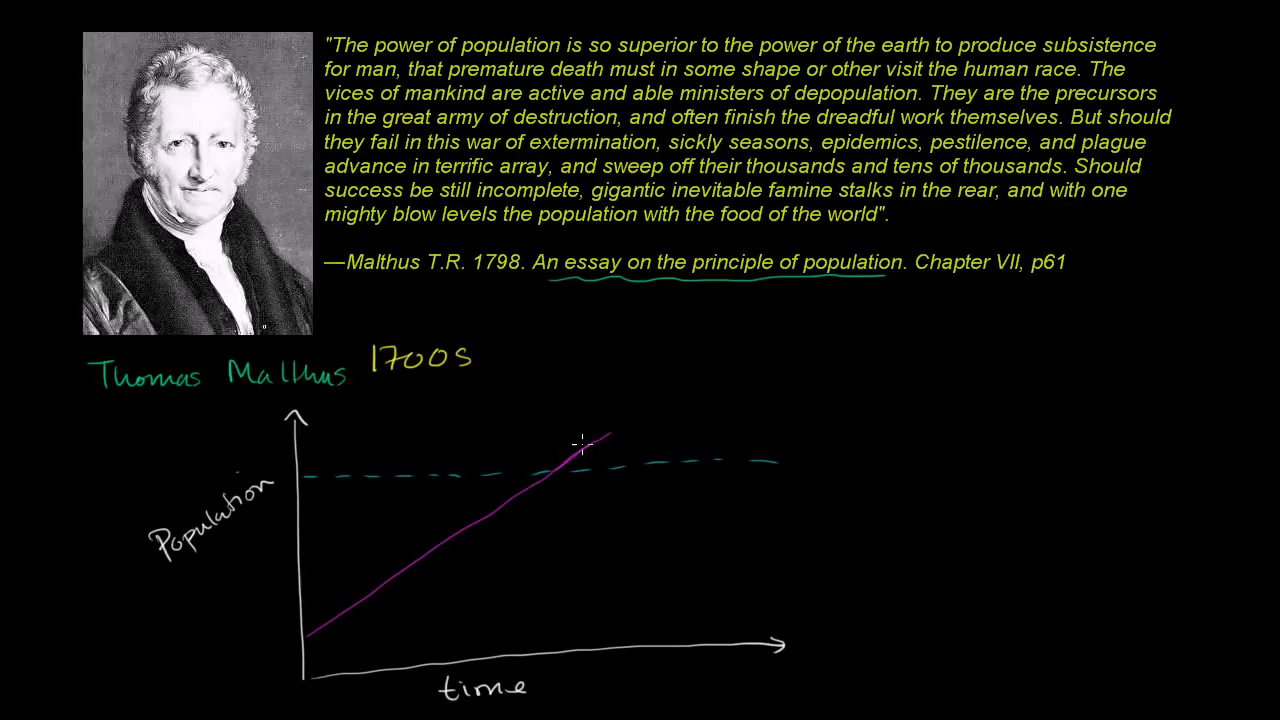 "The power of population is so superior to the power of the earth to produce subsistence
for man, that premature death must in some shape or other visit the human race. The
vices of mankind are active and able ministers of depopulation. They are the precursors
in the great army of destruction, and often finish the dreadful work themselves. But should
they fail in this war of extermination, sickly seasons, epidemics, pestilence, and plague
advance in terrific array, and sweep off their thousands and tens of thousands. Should
success be still incomplete, gigantic inevitable famine stalks in the rear, and with one
mighty blow levels the population with the food of the world".
—Malthus T.R. 1798. An essay on the principle of population. Chapter VII, p61
Thomas Malthus 1700s
Population
time